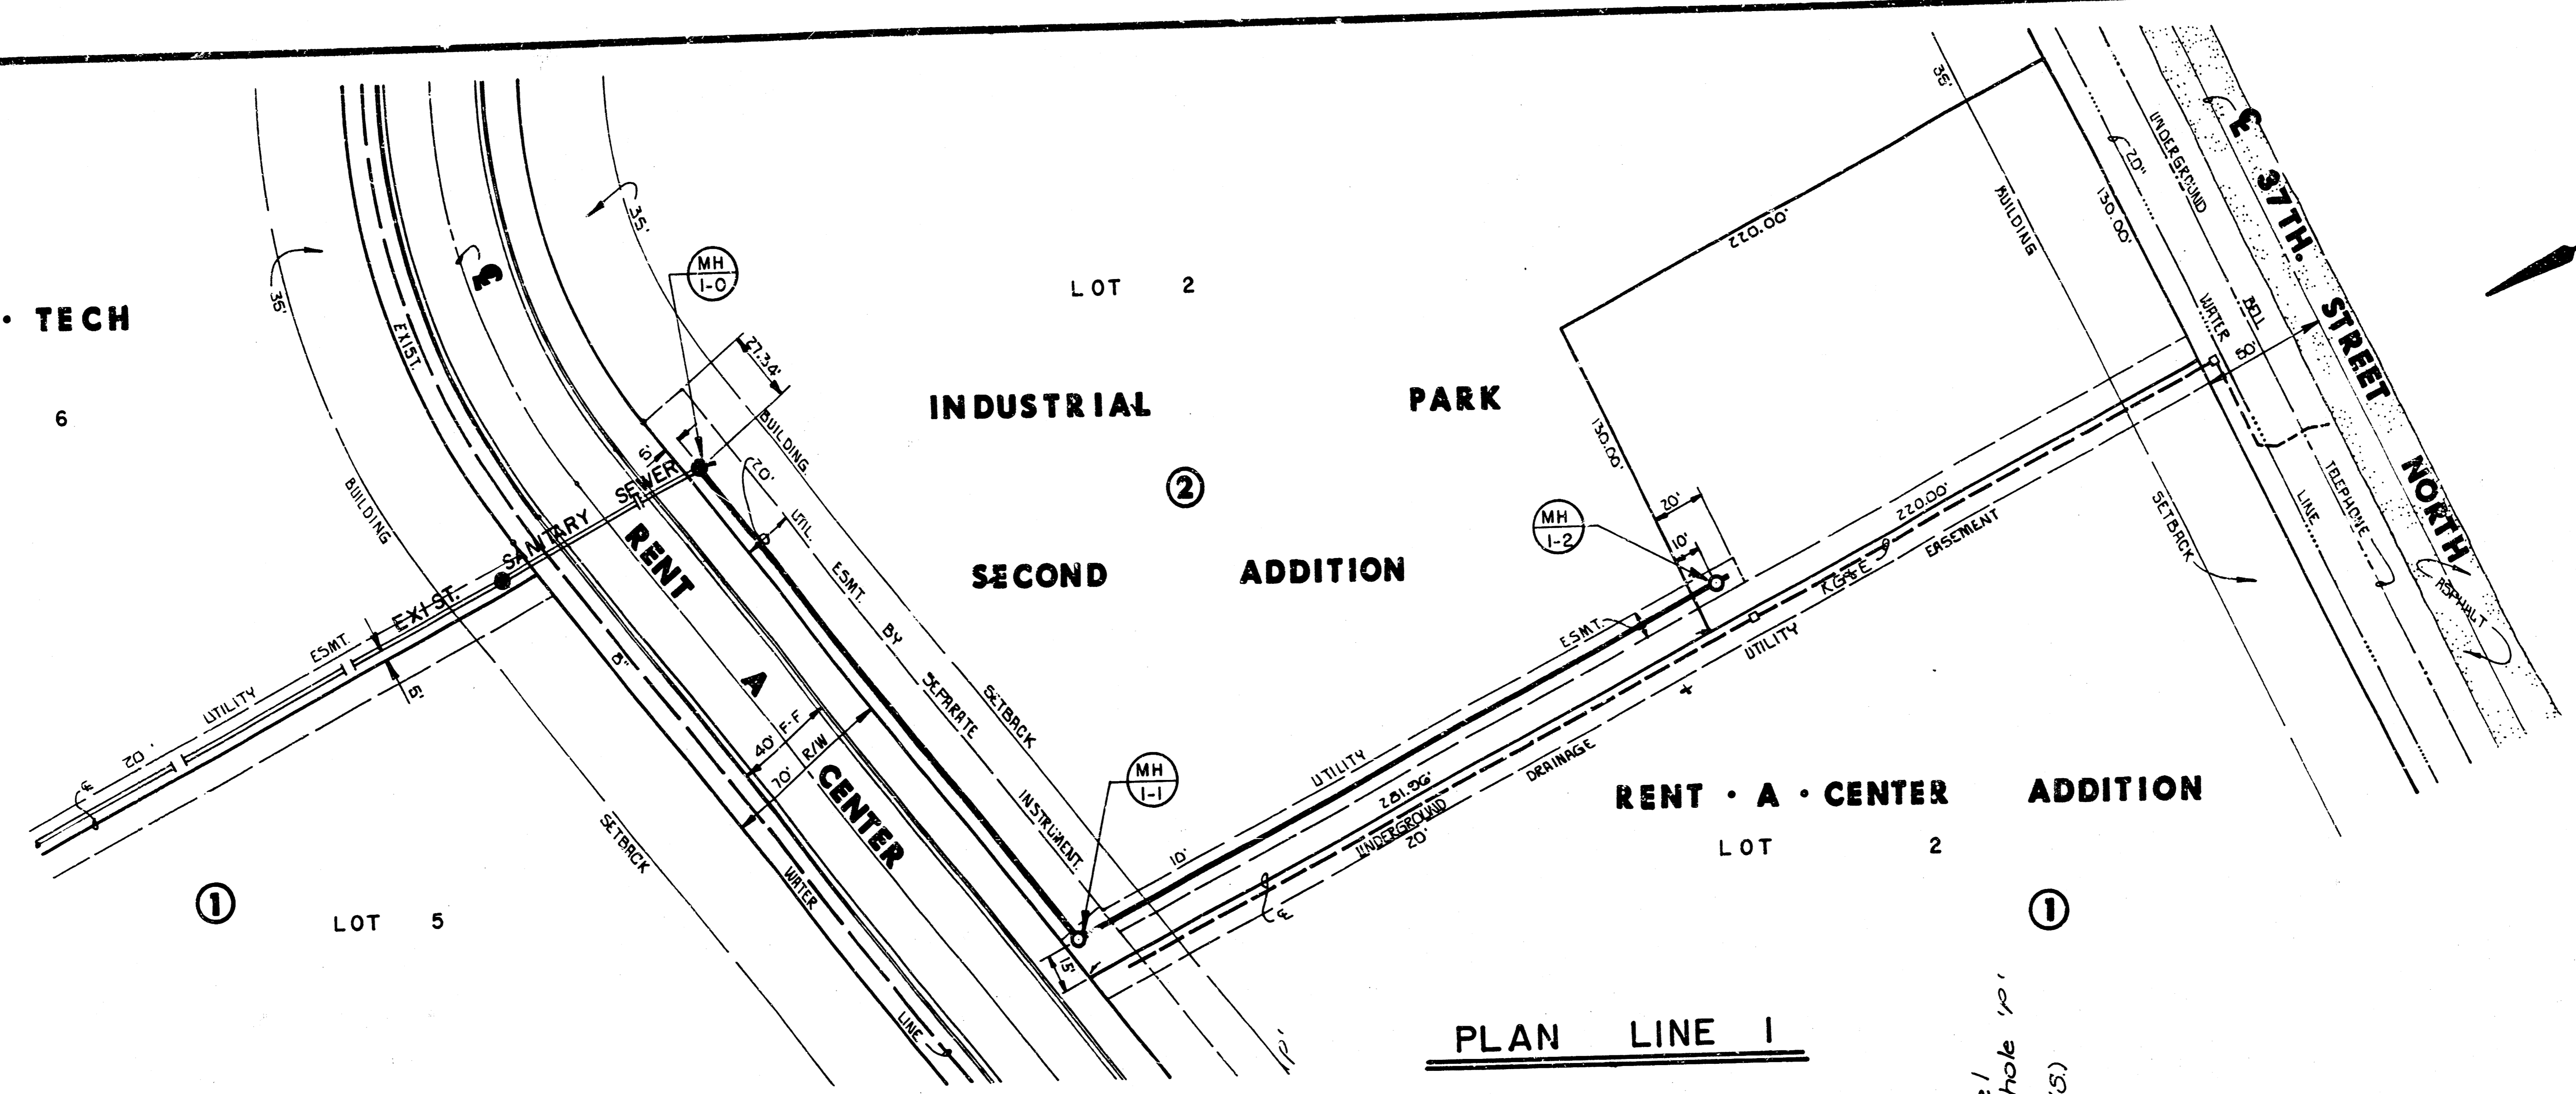 • TECH
6
35'
BUILDING
SETBACK
EXIST.
℄
35'
MH
1-0
27.34'
BUILDING
SETBACK
5'
20'
UTIL.
ESMT.
BY
SEPARATE
INSTRUMENT
EXIST. SANITARY SEWER
ESMT.
UTILITY
20'
℄
5'
8"
WATER
LINE
RENT
A
CENTER
40' F-F
70' R/W
① LOT 5
LOT 2
INDUSTRIAL PARK
②
SECOND ADDITION
MH
1-1
15'
MH
1-2
20'
10'
130.00'
220.00'
130.00'
220.00'
10'
UTILITY
ESMT.
281.96'
UNDERGROUND
20'
℄
DRAINAGE
UTILITY
EASEMENT
KG&E
35'
BUILDING
SETBACK
20"
WATER
LINE
UNDERGROUND
BELL
TELEPHONE
50'
℄ 37TH. STREET NORTH
ASPHALT
RENT • A • CENTER ADDITION
LOT 2
①
PLAN LINE 1
'P'
hole 'P'